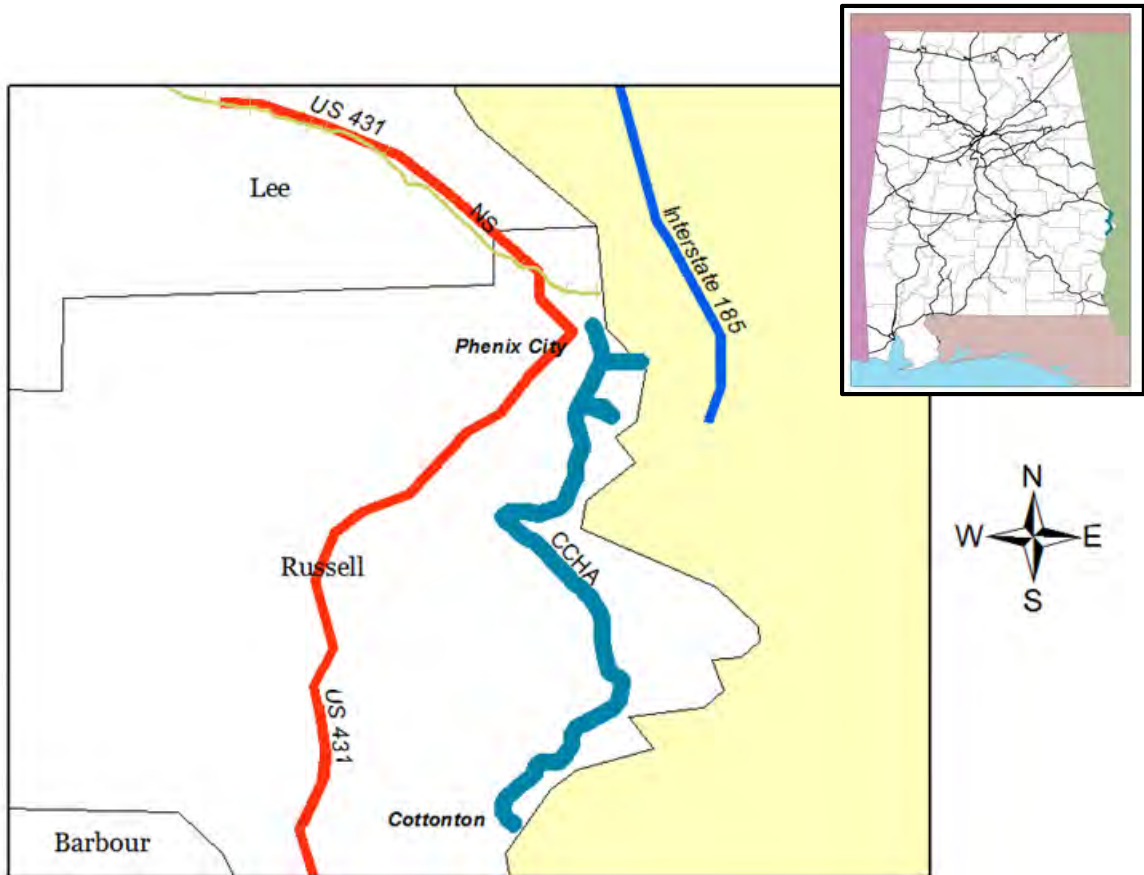 US 431
Lee
NS
Interstate 185
Phenix City
N
W
E
S
CCHA
Russell
US 431
Cottonton
Barbour